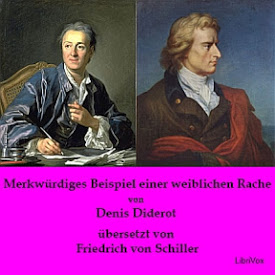 Merkwürdiges Beispiel einer weiblichen Rache
von
Denis Diderot
übersetzt von
Friedrich von Schiller
LibriVox